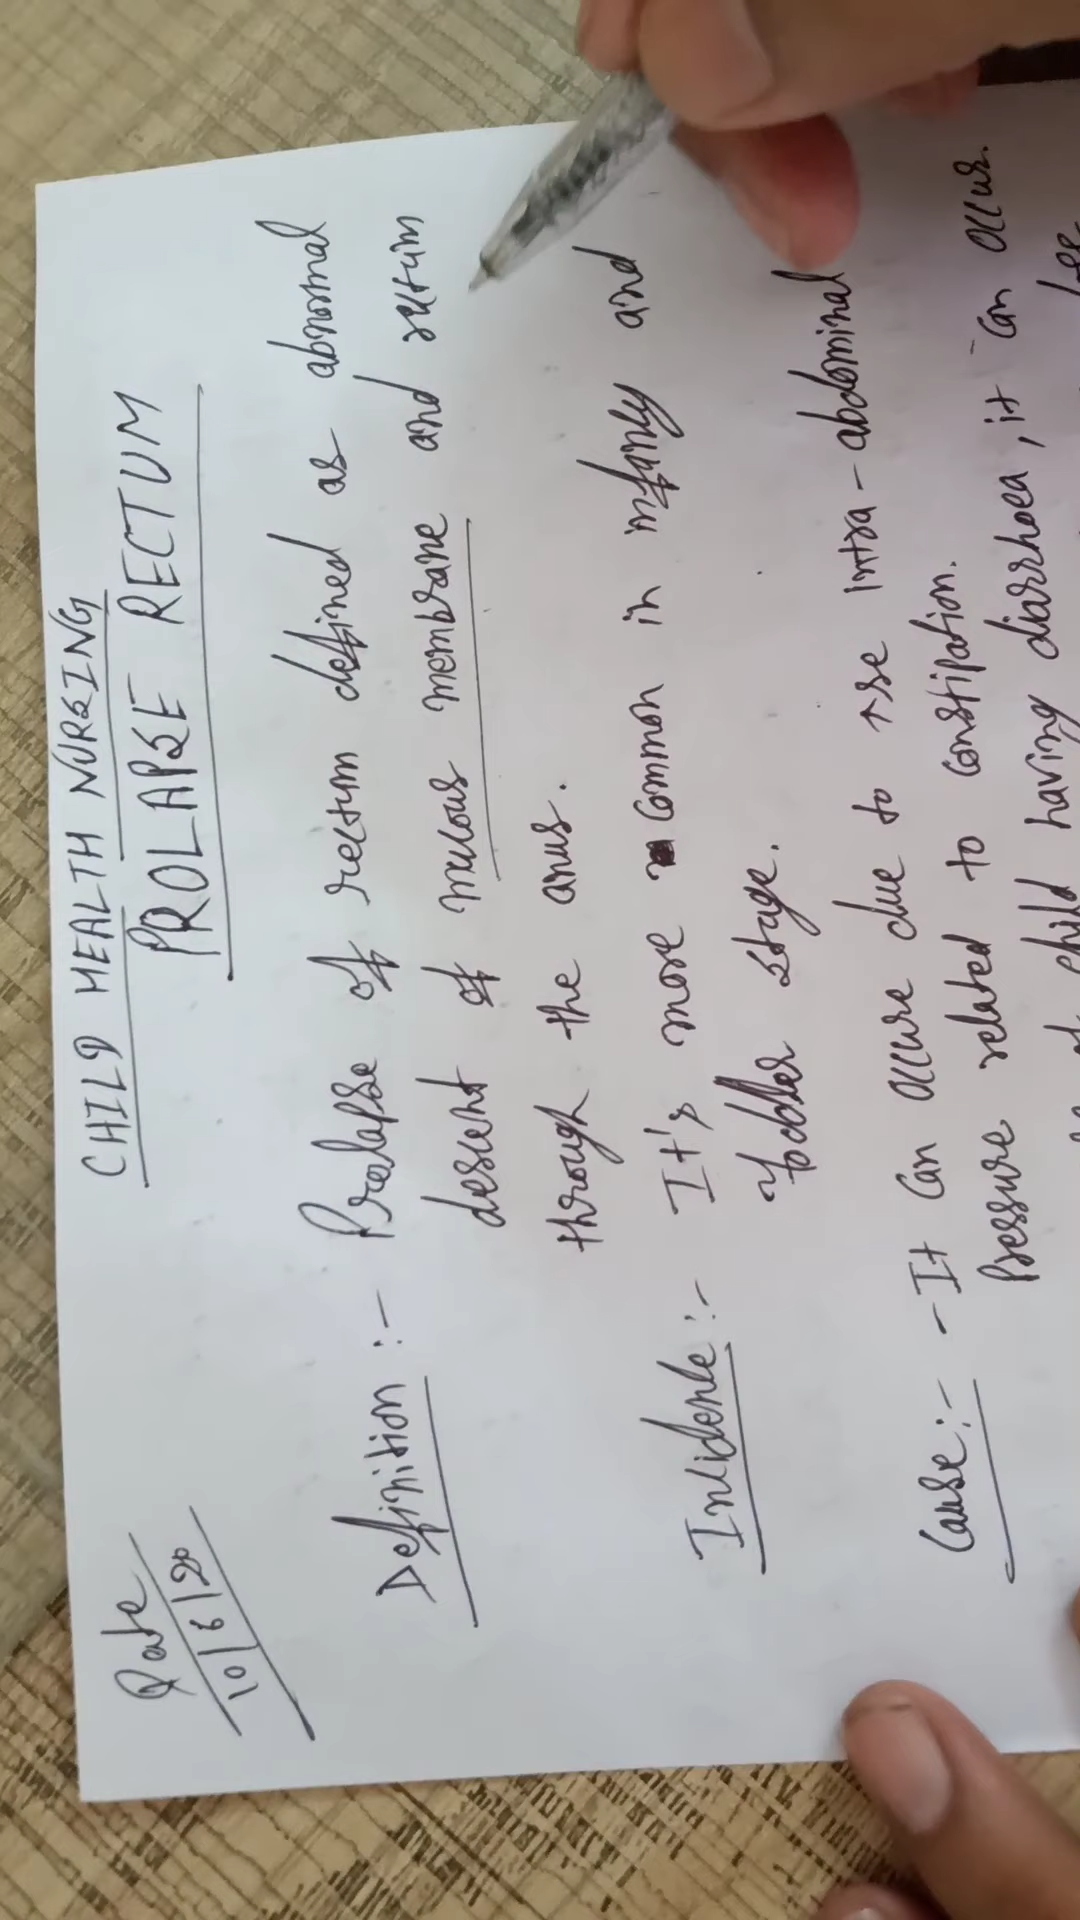 Date
10/6/20
CHILD HEALTH NURSING
PROLAPSE RECTUM
Definition :- Prolapse of rectum defined as abnormal
descent of mucous membrane and rectum
through the anus.
Incidence :- It's more common in infancy and
toddler stage.
Cause :- - It can occure due to ↑se intra-abdominal
pressure related to constipation.
child having diarrhoea, it can occur.